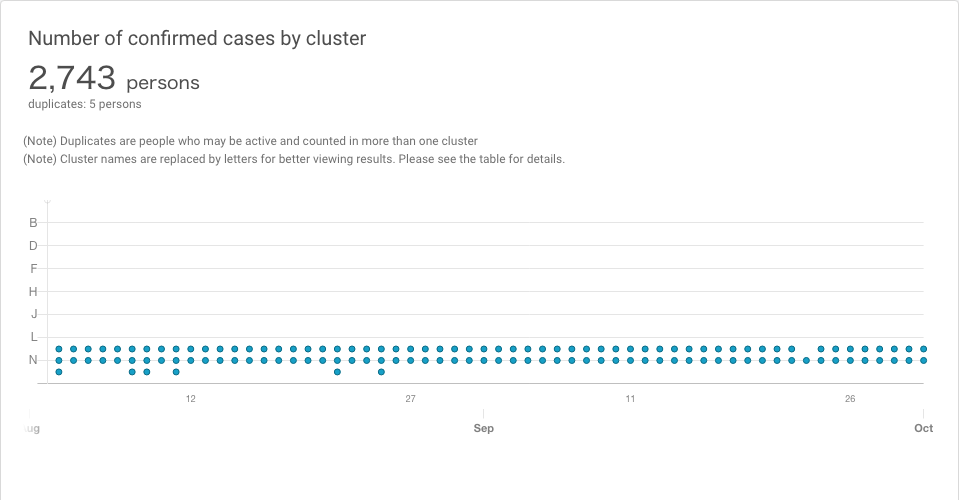 Number of confirmed cases by cluster
2,743 persons
duplicates: 5 persons
(Note) Duplicates are people who may be active and counted in more than one cluster
(Note) Cluster names are replaced by letters for better viewing results. Please see the table for details.
B
D
F
H
J
L
N
12 27 11 26
ug Sep Oct